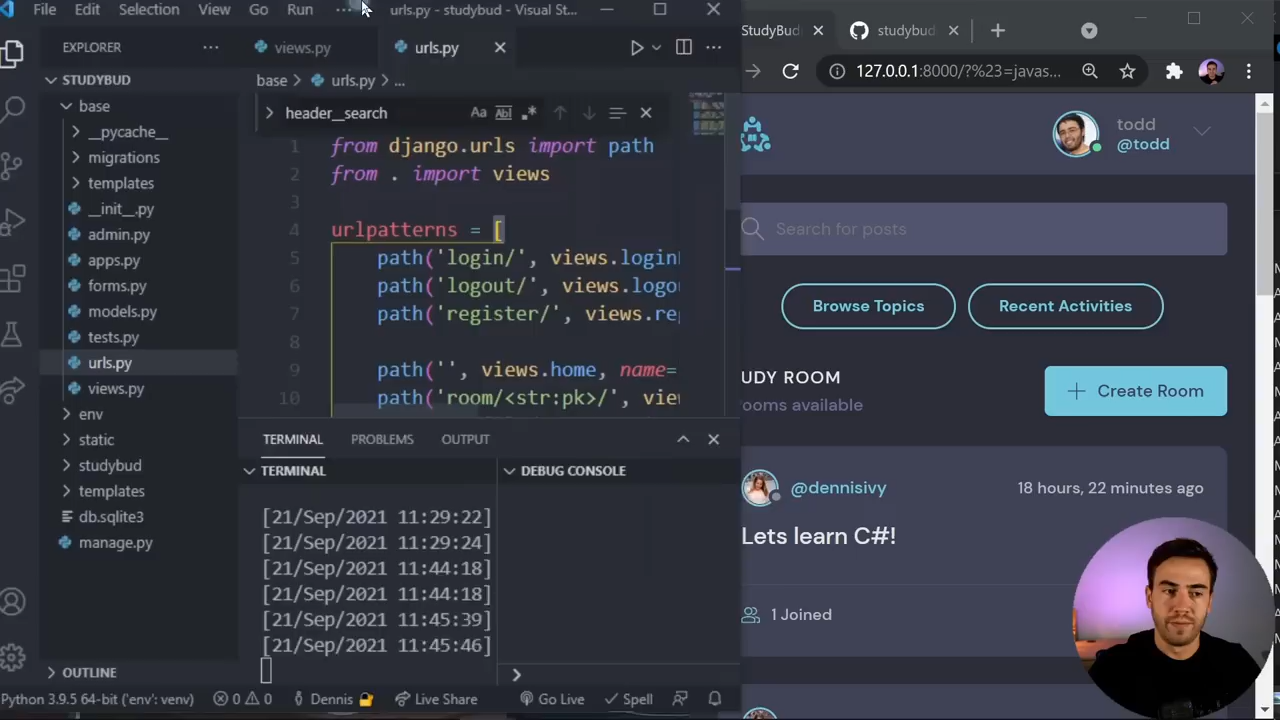 File Edit Selection View Go Run ··· urls.py - studybud - Visual St...
EXPLORER ···
STUDYBUD
base
__pycache__
migrations
templates
__init__.py
admin.py
apps.py
forms.py
models.py
tests.py
urls.py
views.py
env
static
studybud
templates
db.sqlite3
manage.py
OUTLINE
views.py urls.py
base > urls.py > ...
header__search Aa Abl .*
1 from django.urls import path
2 from . import views
3
4 urlpatterns = [
5 path('login/', views.login
6 path('logout/', views.logo
7 path('register/', views.re
8
9 path('', views.home, name=
10 path('room/<str:pk>/', vie
TERMINAL PROBLEMS OUTPUT
TERMINAL
[21/Sep/2021 11:29:22]
[21/Sep/2021 11:29:24]
[21/Sep/2021 11:44:18]
[21/Sep/2021 11:44:18]
[21/Sep/2021 11:45:39]
[21/Sep/2021 11:45:46]
DEBUG CONSOLE
Python 3.9.5 64-bit ('env': venv) 0 0 Dennis Live Share Go Live Spell
StudyBud studybud
127.0.0.1:8000/?%23=javas...
todd
@todd
Search for posts
Browse Topics Recent Activities
UDY ROOM
ooms available
Create Room
@dennisivy 18 hours, 22 minutes ago
Lets learn C#!
1 Joined